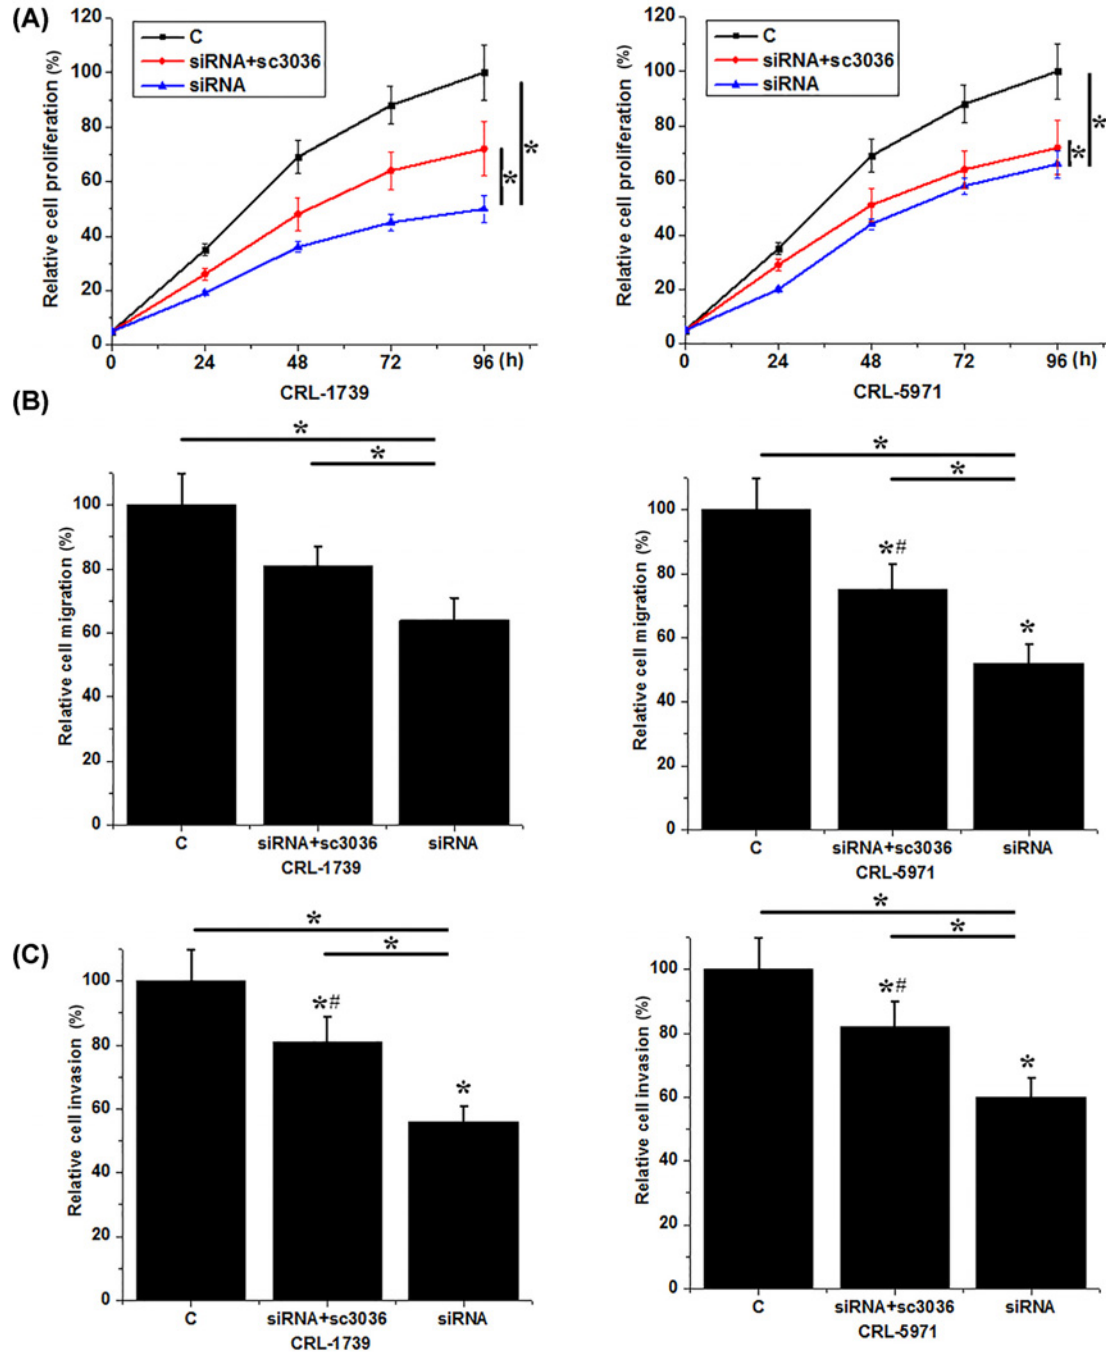 (A)
Relative cell proliferation (%)
120
100
80
60
40
20
0
C
siRNA+sc3036
siRNA
*
*
0 24 48 72 96 (h)
CRL-1739
Relative cell proliferation (%)
120
100
80
60
40
20
0
C
siRNA+sc3036
siRNA
*
*
0 24 48 72 96 (h)
CRL-5971
(B)
Relative cell migration (%)
100
80
60
40
20
0
*
*
C siRNA+sc3036 siRNA
CRL-1739
Relative cell migration (%)
100
80
60
40
20
0
*
*
*#
*
C siRNA+sc3036 siRNA
CRL-5971
(C)
Relative cell invasion (%)
100
80
60
40
20
0
*
*
*#
*
C siRNA+sc3036 siRNA
CRL-1739
Relative cell invasion (%)
100
80
60
40
20
0
*
*
*#
*
C siRNA+sc3036 siRNA
CRL-5971